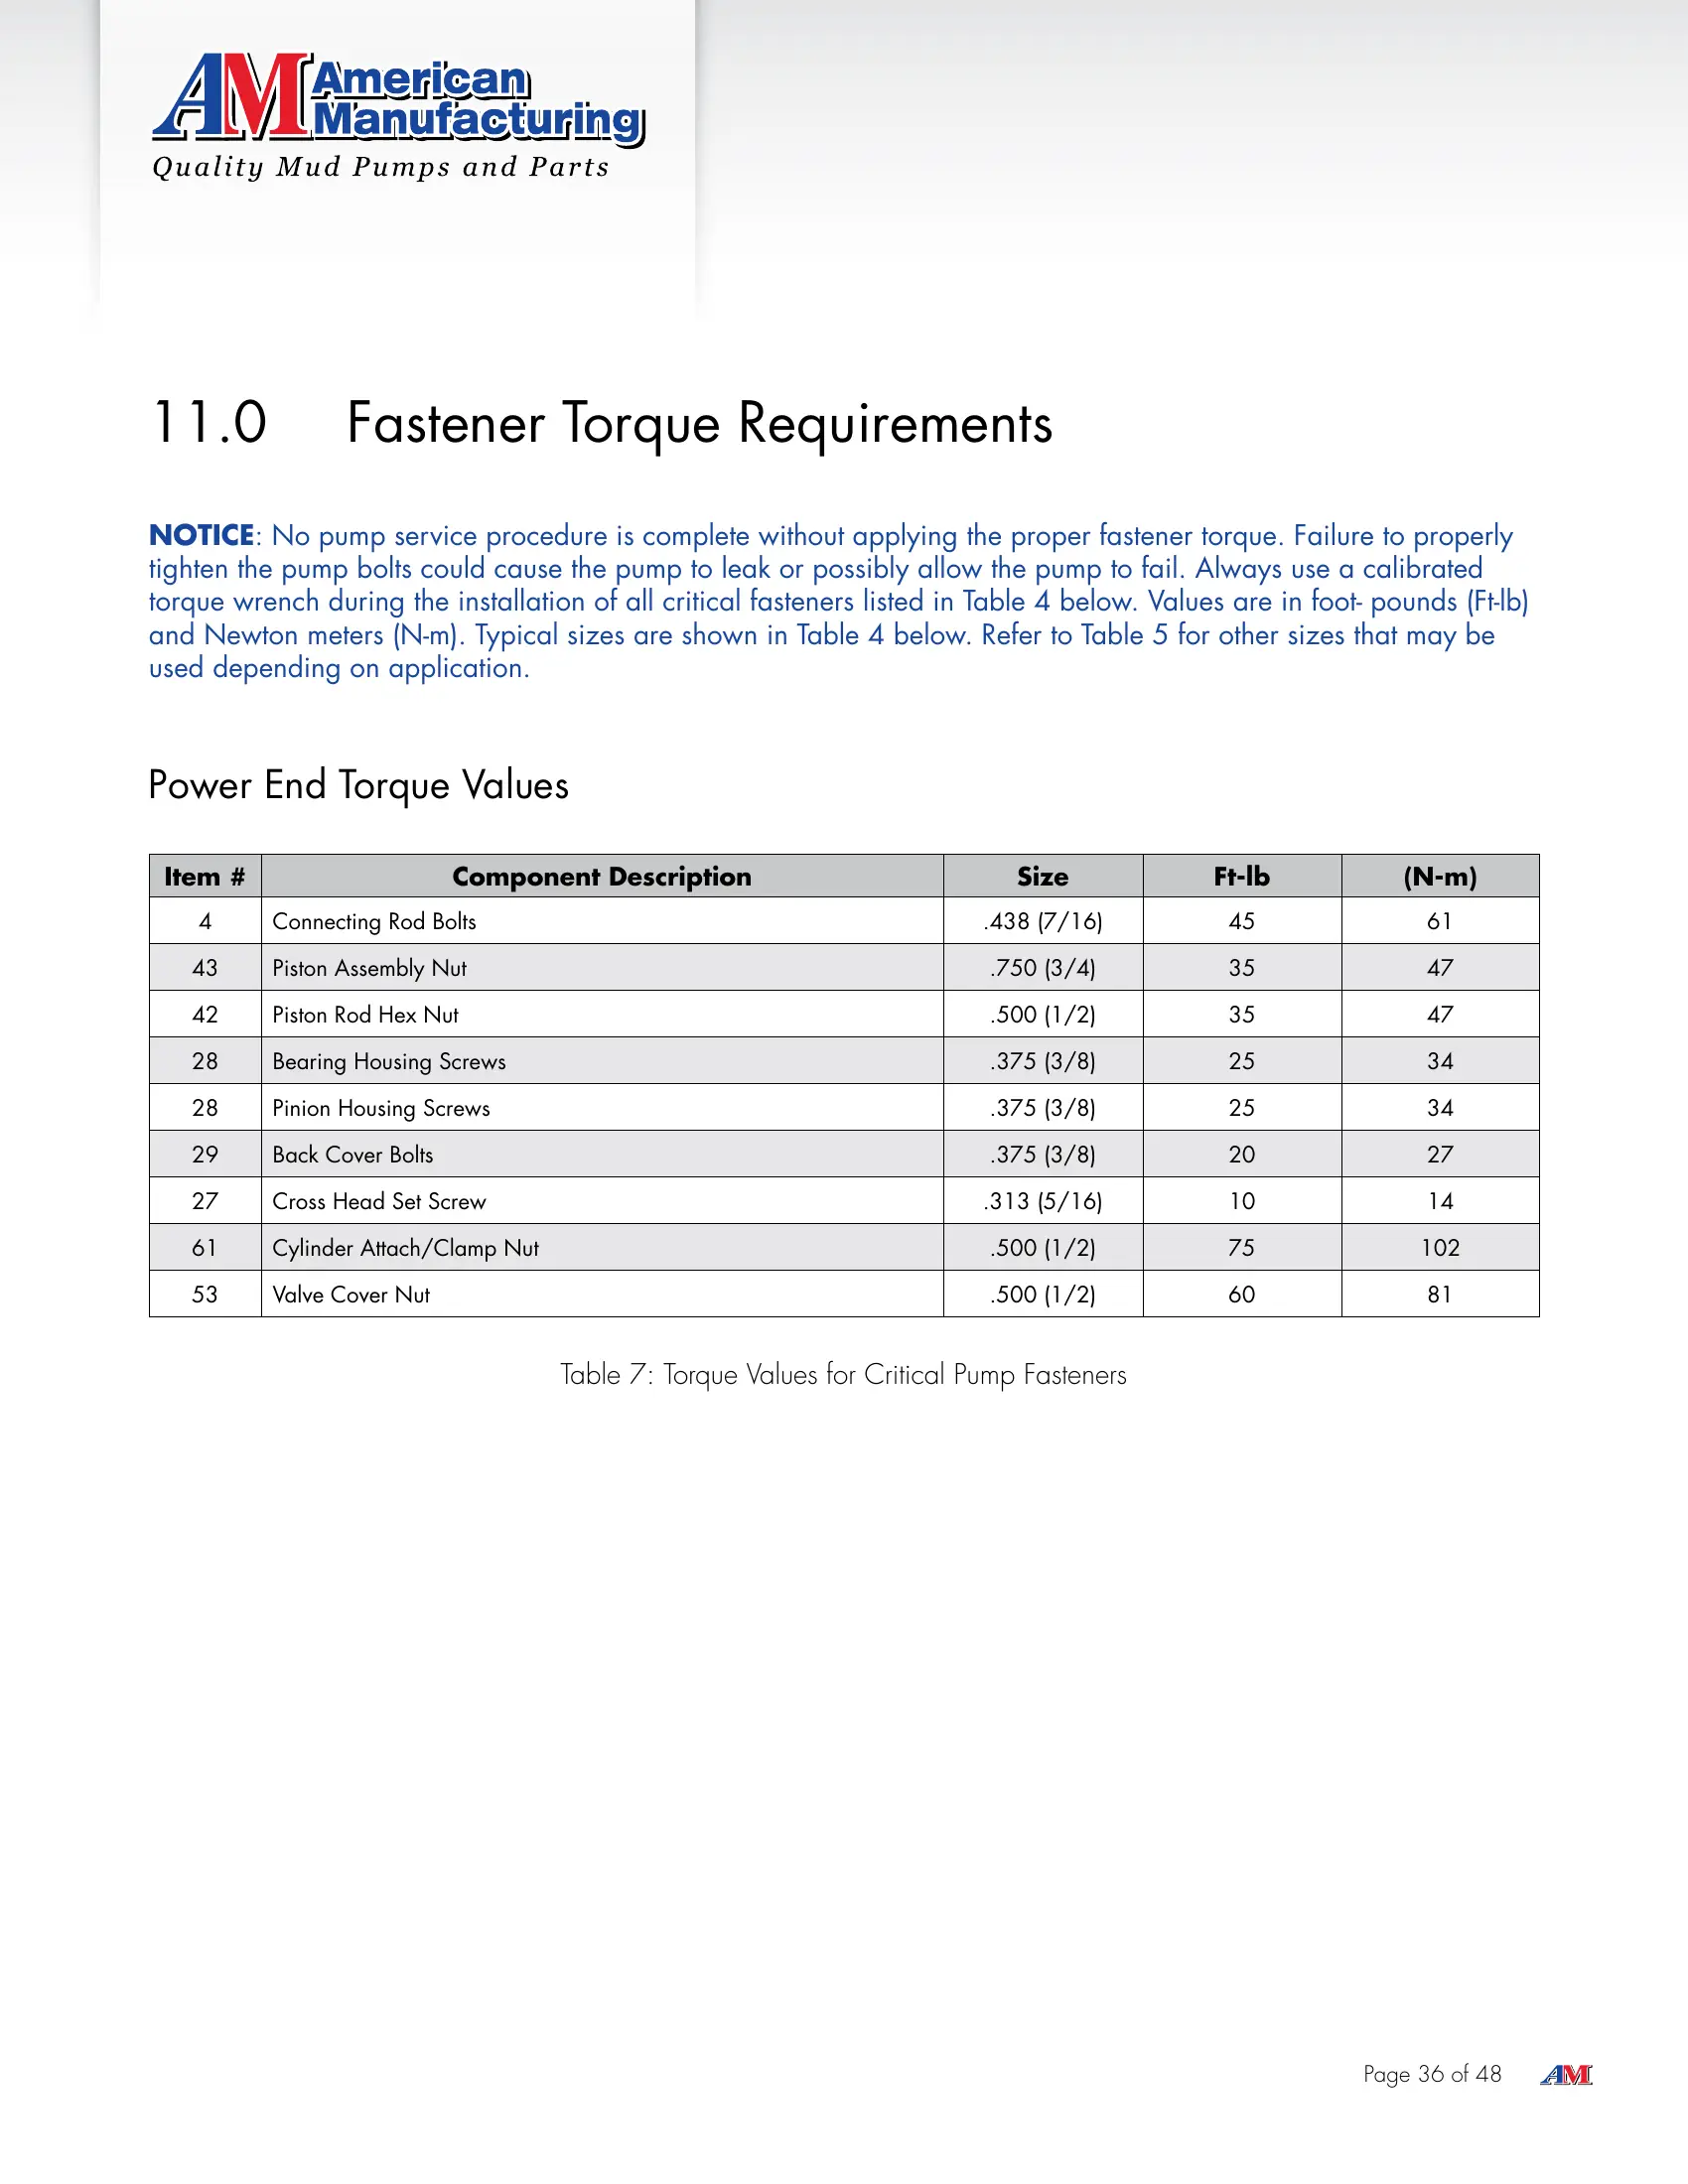 AM American
Manufacturing
Quality Mud Pumps and Parts
11.0 Fastener Torque Requirements
NOTICE: No pump service procedure is complete without applying the proper fastener torque. Failure to properly
tighten the pump bolts could cause the pump to leak or possibly allow the pump to fail. Always use a calibrated
torque wrench during the installation of all critical fasteners listed in Table 4 below. Values are in foot- pounds (Ft-lb)
and Newton meters (N-m). Typical sizes are shown in Table 4 below. Refer to Table 5 for other sizes that may be
used depending on application.
Power End Torque Values
Item # Component Description Size Ft-lb (N-m)
4 Connecting Rod Bolts .438 (7/16) 45 61
43 Piston Assembly Nut .750 (3/4) 35 47
42 Piston Rod Hex Nut .500 (1/2) 35 47
28 Bearing Housing Screws .375 (3/8) 25 34
28 Pinion Housing Screws .375 (3/8) 25 34
29 Back Cover Bolts .375 (3/8) 20 27
27 Cross Head Set Screw .313 (5/16) 10 14
61 Cylinder Attach/Clamp Nut .500 (1/2) 75 102
53 Valve Cover Nut .500 (1/2) 60 81
Table 7: Torque Values for Critical Pump Fasteners
Page 36 of 48 AM